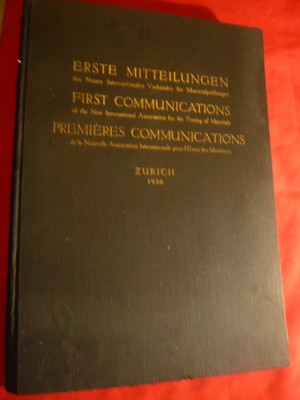 ERSTE MITTEILUNGEN
des Neuen Internationalen Verbandes für Materialprüfungen
FIRST COMMUNICATIONS
of the New International Association for the Testing of Materials
PREMIÈRES COMMUNICATIONS
de la Nouvelle Association Internationale pour l'Essai des Matériaux
ZURICH
1930